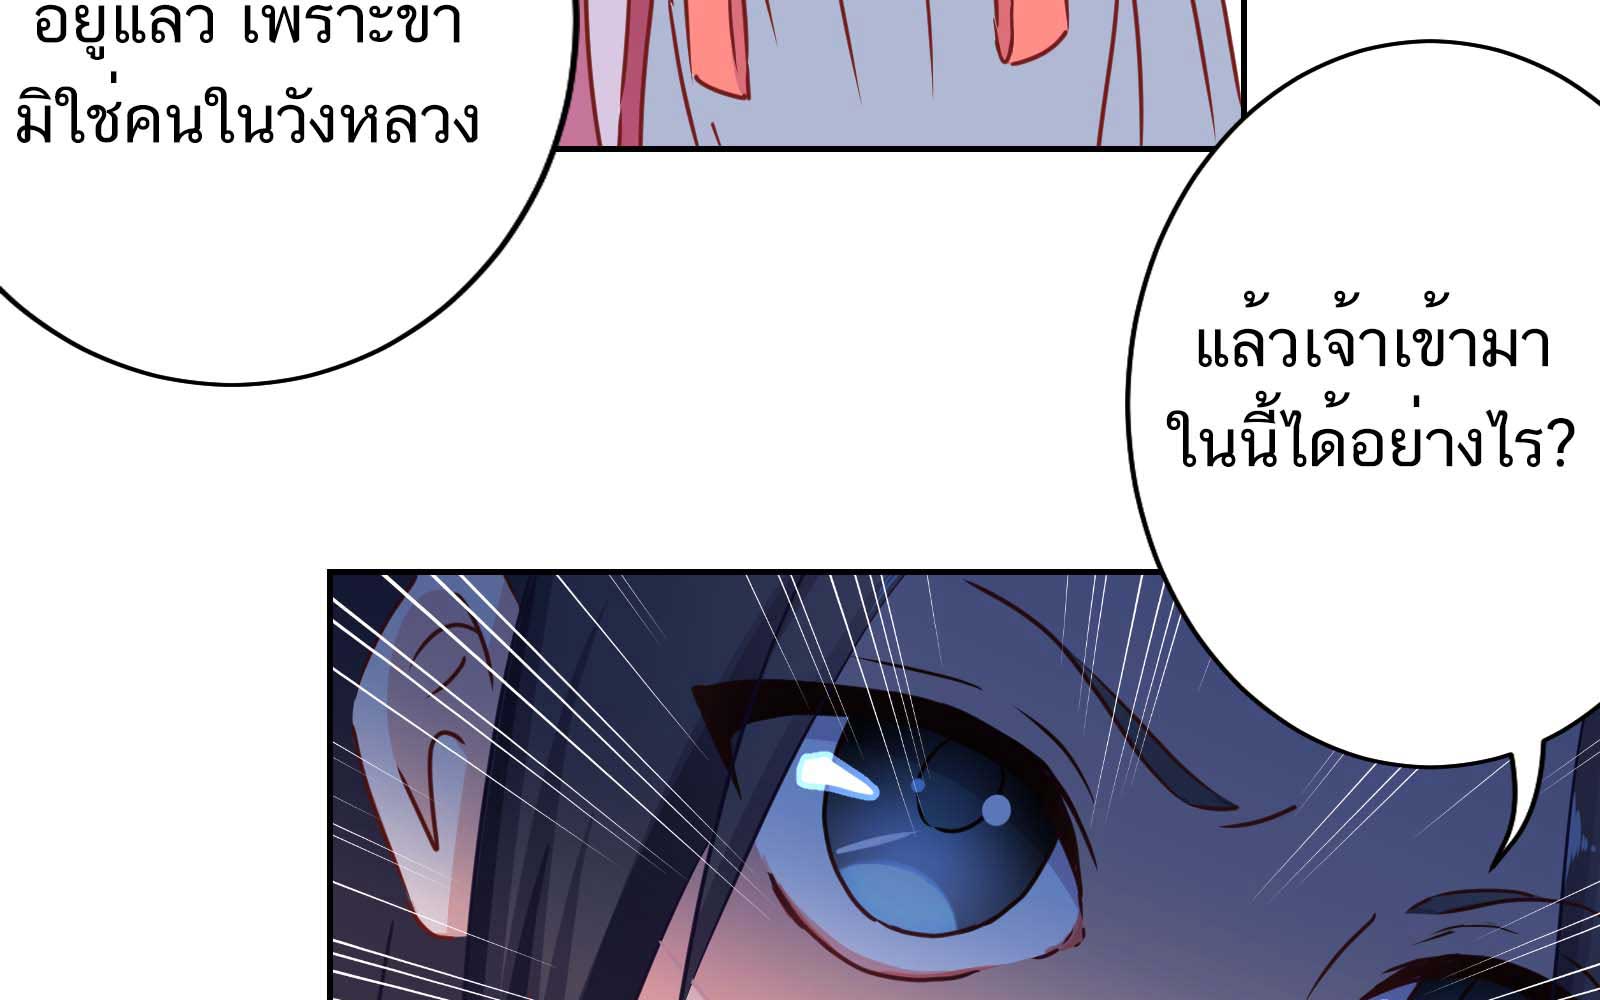 อยู่แล้ว เพราะข้า
มิใช่คนในวังหลวง
แล้วเจ้าเข้ามา
ในนี้ได้อย่างไร?